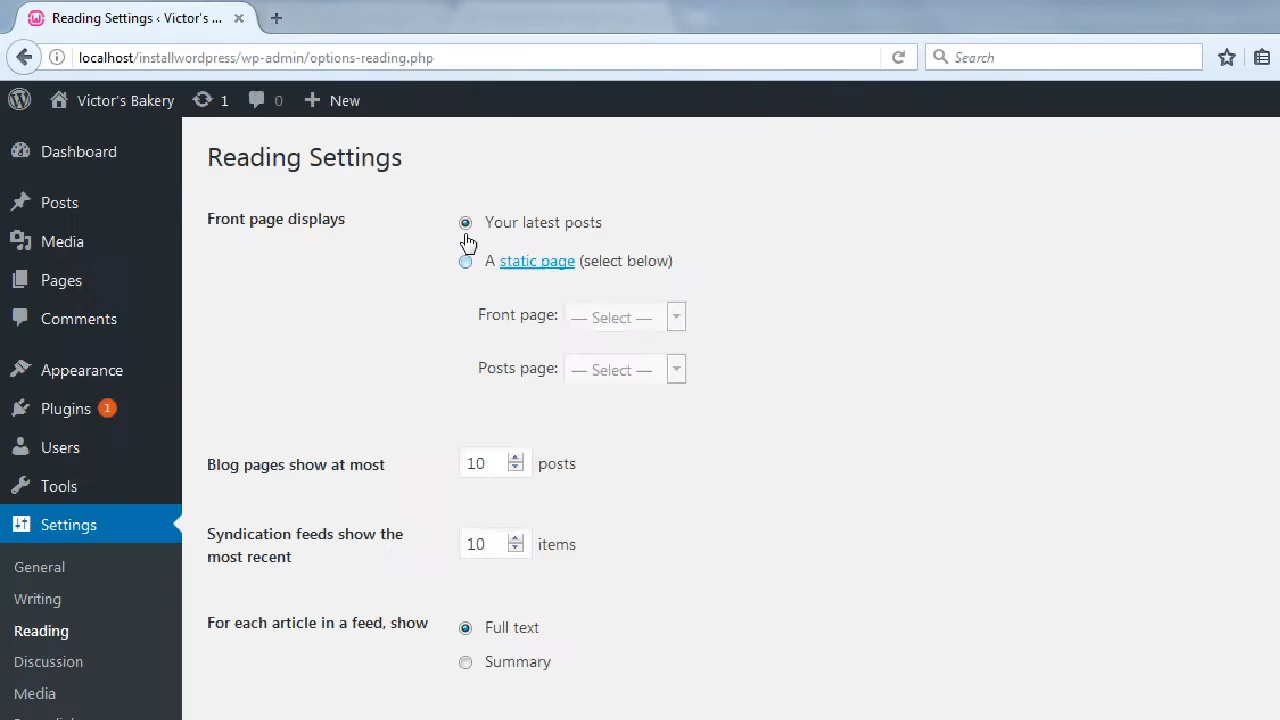 Reading Settings ‹ Victor's ...
localhost/installwordpress/wp-admin/options-reading.php
Search
Victor's Bakery 1 0 New
Dashboard
Posts
Media
Pages
Comments
Appearance
Plugins 1
Users
Tools
Settings
General
Writing
Reading
Discussion
Media
Reading Settings
Front page displays
Your latest posts
A static page (select below)
Front page: — Select —
Posts page: — Select —
Blog pages show at most 10 posts
Syndication feeds show the
most recent
10 items
For each article in a feed, show
Full text
Summary